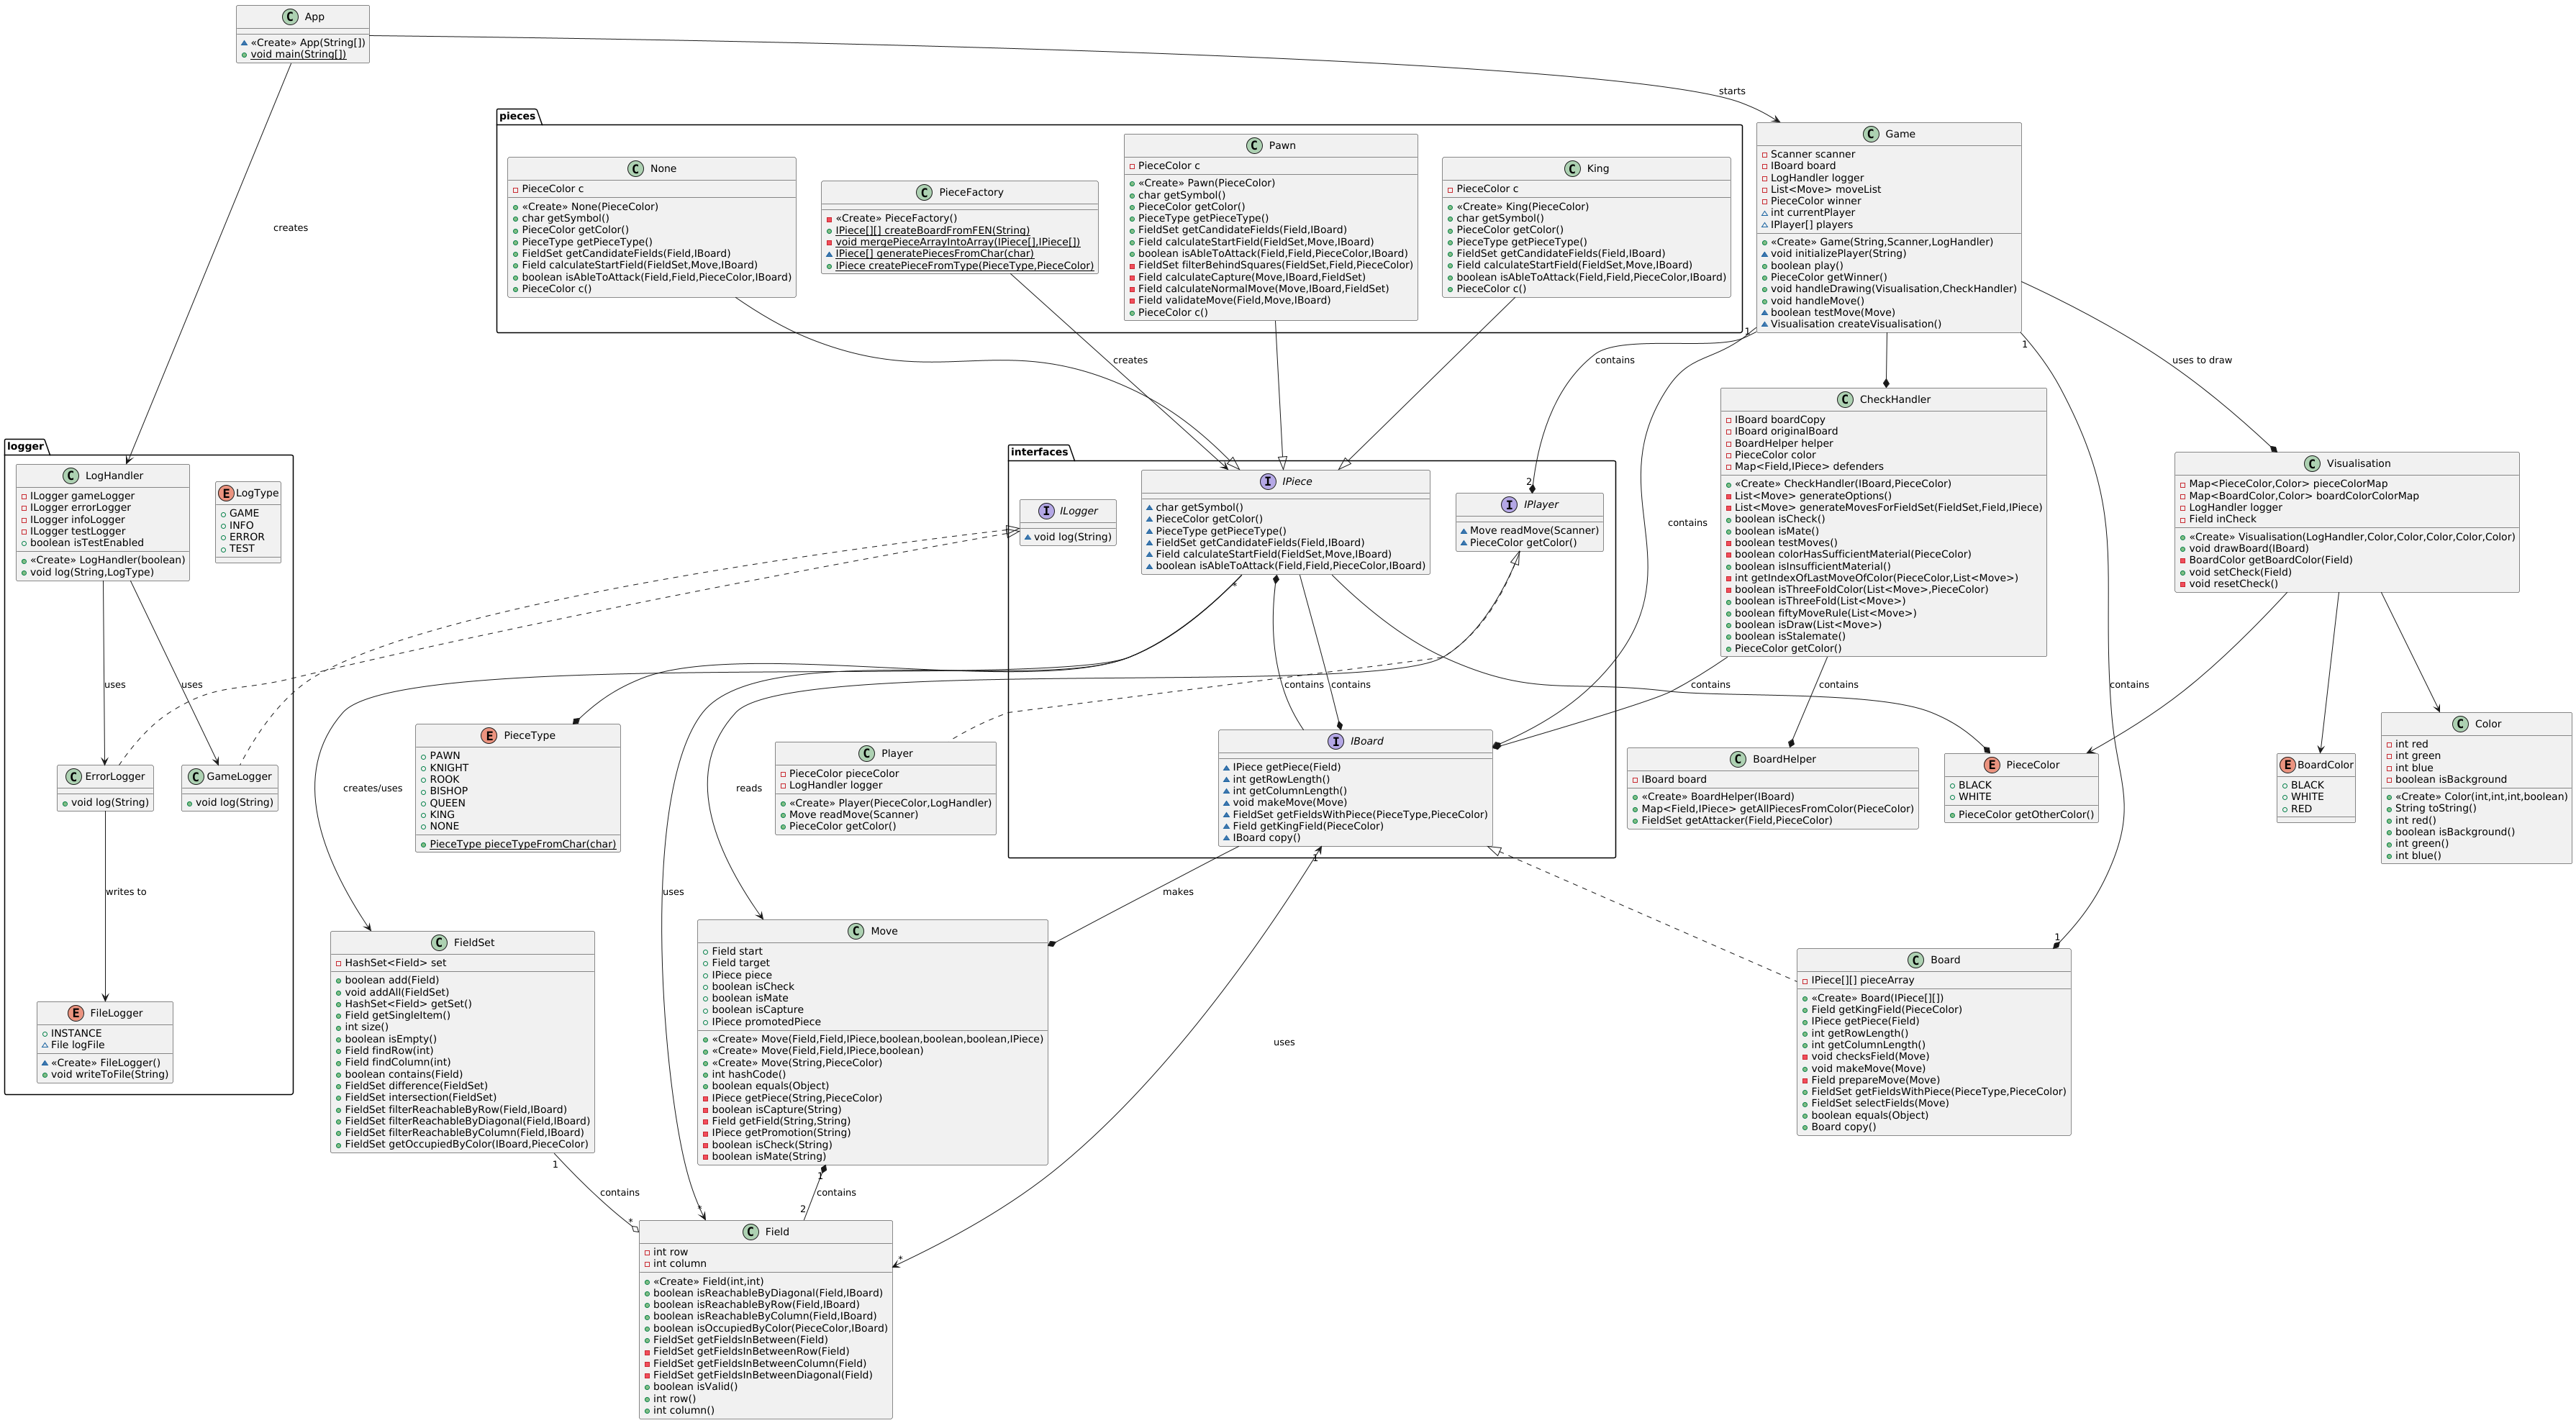 App
«Create» App(String[])
void main(String[])
starts
creates
pieces
None
PieceColor c
«Create» None(PieceColor)
char getSymbol()
PieceColor getColor()
PieceType getPieceType()
FieldSet getCandidateFields(Field,IBoard)
Field calculateStartField(FieldSet,Move,IBoard)
boolean isAbleToAttack(Field,Field,PieceColor,IBoard)
PieceColor c()
PieceFactory
«Create» PieceFactory()
IPiece[][] createBoardFromFEN(String)
void mergePieceArrayIntoArray(IPiece[],IPiece[])
IPiece[] generatePiecesFromChar(char)
IPiece createPieceFromType(PieceType,PieceColor)
Pawn
PieceColor c
«Create» Pawn(PieceColor)
char getSymbol()
PieceColor getColor()
PieceType getPieceType()
FieldSet getCandidateFields(Field,IBoard)
Field calculateStartField(FieldSet,Move,IBoard)
boolean isAbleToAttack(Field,Field,PieceColor,IBoard)
FieldSet filterBehindSquares(FieldSet,Field,PieceColor)
Field calculateCapture(Move,IBoard,FieldSet)
Field calculateNormalMove(Move,IBoard,FieldSet)
Field validateMove(Field,Move,IBoard)
PieceColor c()
King
PieceColor c
«Create» King(PieceColor)
char getSymbol()
PieceColor getColor()
PieceType getPieceType()
FieldSet getCandidateFields(Field,IBoard)
Field calculateStartField(FieldSet,Move,IBoard)
boolean isAbleToAttack(Field,Field,PieceColor,IBoard)
PieceColor c()
Game
Scanner scanner
IBoard board
LogHandler logger
List<Move> moveList
PieceColor winner
int currentPlayer
IPlayer[] players
«Create» Game(String,Scanner,LogHandler)
void initializePlayer(String)
boolean play()
PieceColor getWinner()
void handleDrawing(Visualisation,CheckHandler)
void handleMove()
boolean testMove(Move)
Visualisation createVisualisation()
1
1
creates
contains
uses to draw
logger
LogHandler
ILogger gameLogger
ILogger errorLogger
ILogger infoLogger
ILogger testLogger
boolean isTestEnabled
«Create» LogHandler(boolean)
void log(String,LogType)
LogType
GAME
INFO
ERROR
TEST
interfaces
ILogger
void log(String)
IPiece
char getSymbol()
PieceColor getColor()
PieceType getPieceType()
FieldSet getCandidateFields(Field,IBoard)
Field calculateStartField(FieldSet,Move,IBoard)
boolean isAbleToAttack(Field,Field,PieceColor,IBoard)
*
2
IPlayer
Move readMove(Scanner)
PieceColor getColor()
contains
CheckHandler
IBoard boardCopy
IBoard originalBoard
BoardHelper helper
PieceColor color
Map<Field,IPiece> defenders
«Create» CheckHandler(IBoard,PieceColor)
List<Move> generateOptions()
List<Move> generateMovesForFieldSet(FieldSet,Field,IPiece)
boolean isCheck()
boolean isMate()
boolean testMoves()
boolean colorHasSufficientMaterial(PieceColor)
boolean isInsufficientMaterial()
int getIndexOfLastMoveOfColor(PieceColor,List<Move>)
boolean isThreeFoldColor(List<Move>,PieceColor)
boolean isThreeFold(List<Move>)
boolean fiftyMoveRule(List<Move>)
boolean isDraw(List<Move>)
boolean isStalemate()
PieceColor getColor()
Visualisation
Map<PieceColor,Color> pieceColorMap
Map<BoardColor,Color> boardColorColorMap
LogHandler logger
Field inCheck
«Create» Visualisation(LogHandler,Color,Color,Color,Color,Color)
void drawBoard(IBoard)
BoardColor getBoardColor(Field)
void setCheck(Field)
void resetCheck()
uses
uses
contains
contains
contains
contains
contains
ErrorLogger
void log(String)
GameLogger
void log(String)
creates/uses
PieceType
PAWN
KNIGHT
ROOK
BISHOP
QUEEN
KING
NONE
PieceType pieceTypeFromChar(char)
reads
Player
PieceColor pieceColor
LogHandler logger
«Create» Player(PieceColor,LogHandler)
Move readMove(Scanner)
PieceColor getColor()
IBoard
IPiece getPiece(Field)
int getRowLength()
int getColumnLength()
void makeMove(Move)
FieldSet getFieldsWithPiece(PieceType,PieceColor)
Field getKingField(PieceColor)
IBoard copy()
1
BoardHelper
IBoard board
«Create» BoardHelper(IBoard)
Map<Field,IPiece> getAllPiecesFromColor(PieceColor)
FieldSet getAttacker(Field,PieceColor)
PieceColor
BLACK
WHITE
PieceColor getOtherColor()
BoardColor
BLACK
WHITE
RED
Color
int red
int green
int blue
boolean isBackground
«Create» Color(int,int,int,boolean)
String toString()
int red()
boolean isBackground()
int green()
int blue()
writes to
uses
makes
FileLogger
INSTANCE
File logFile
«Create» FileLogger()
void writeToFile(String)
FieldSet
HashSet<Field> set
boolean add(Field)
void addAll(FieldSet)
HashSet<Field> getSet()
Field getSingleItem()
int size()
boolean isEmpty()
Field findRow(int)
Field findColumn(int)
boolean contains(Field)
FieldSet difference(FieldSet)
FieldSet intersection(FieldSet)
FieldSet filterReachableByRow(Field,IBoard)
FieldSet filterReachableByDiagonal(Field,IBoard)
FieldSet filterReachableByColumn(Field,IBoard)
FieldSet getOccupiedByColor(IBoard,PieceColor)
Move
Field start
Field target
IPiece piece
boolean isCheck
boolean isMate
boolean isCapture
IPiece promotedPiece
«Create» Move(Field,Field,IPiece,boolean,boolean,boolean,IPiece)
«Create» Move(Field,Field,IPiece,boolean)
«Create» Move(String,PieceColor)
int hashCode()
boolean equals(Object)
IPiece getPiece(String,PieceColor)
boolean isCapture(String)
Field getField(String,String)
IPiece getPromotion(String)
boolean isCheck(String)
boolean isMate(String)
uses
1
Board
IPiece[][] pieceArray
«Create» Board(IPiece[][])
Field getKingField(PieceColor)
IPiece getPiece(Field)
int getRowLength()
int getColumnLength()
void checksField(Move)
void makeMove(Move)
Field prepareMove(Move)
FieldSet getFieldsWithPiece(PieceType,PieceColor)
FieldSet selectFields(Move)
boolean equals(Object)
Board copy()
1
1
contains
contains
*
*
2
Field
int row
int column
«Create» Field(int,int)
boolean isReachableByDiagonal(Field,IBoard)
boolean isReachableByRow(Field,IBoard)
boolean isReachableByColumn(Field,IBoard)
boolean isOccupiedByColor(PieceColor,IBoard)
FieldSet getFieldsInBetween(Field)
FieldSet getFieldsInBetweenRow(Field)
FieldSet getFieldsInBetweenColumn(Field)
FieldSet getFieldsInBetweenDiagonal(Field)
boolean isValid()
int row()
int column()
*